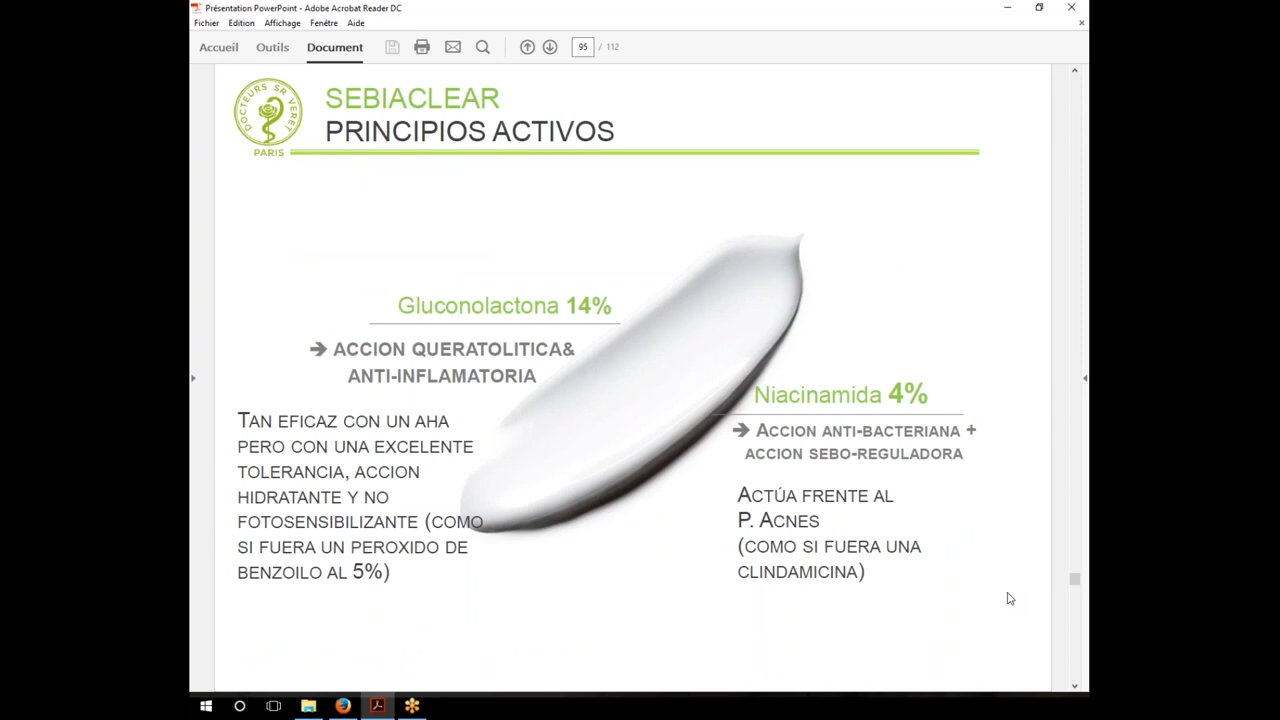 Présentation PowerPoint - Adobe Acrobat Reader DC
Fichier Edition Affichage Fenêtre Aide
Accueil Outils Document 95 / 112
DOCTEURS SR VERET
PARIS
SEBIACLEAR
PRINCIPIOS ACTIVOS
Gluconolactona 14%
➔ ACCION QUERATOLITICA&
ANTI-INFLAMATORIA
TAN EFICAZ CON UN AHA
PERO CON UNA EXCELENTE
TOLERANCIA, ACCION
HIDRATANTE Y NO
FOTOSENSIBILIZANTE (COMO
SI FUERA UN PEROXIDO DE
BENZOILO AL 5%)
Niacinamida 4%
➔ ACCION ANTI-BACTERIANA +
ACCION SEBO-REGULADORA
ACTÚA FRENTE AL
P. ACNES
(COMO SI FUERA UNA
CLINDAMICINA)